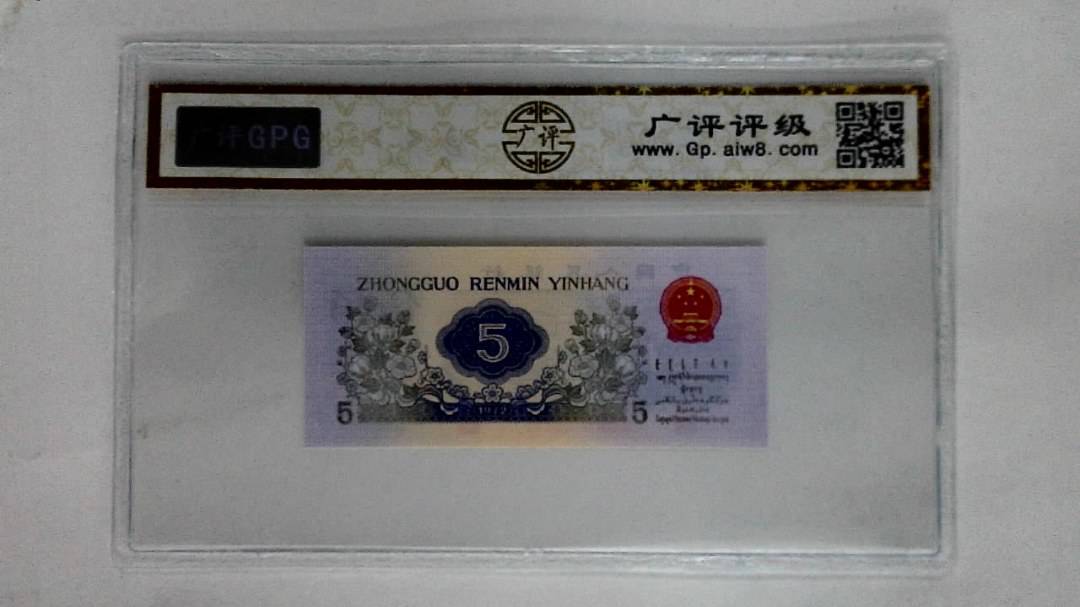 广评GPG
广评
广评评级
www.Gp.aiw8.com
ZHONGGUO RENMIN YINHANG
5
5
1972
5